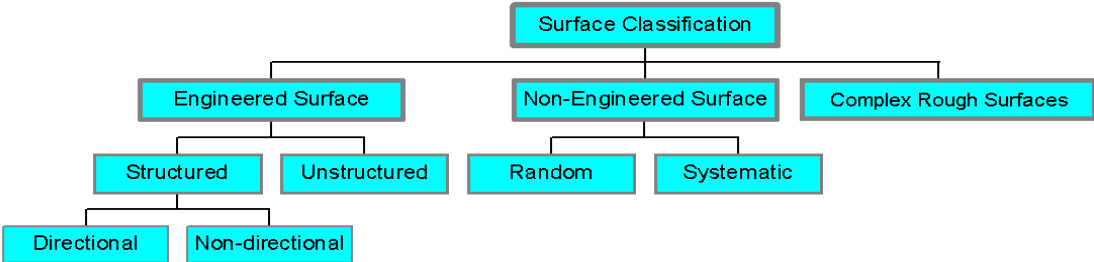 Surface Classification
Engineered Surface
Non-Engineered Surface
Complex Rough Surfaces
Structured
Unstructured
Random
Systematic
Directional
Non-directional